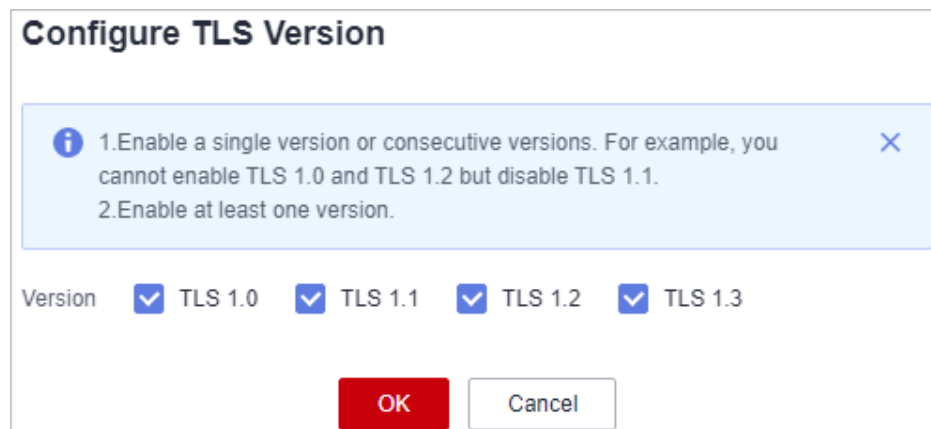 Configure TLS Version
1.Enable a single version or consecutive versions. For example, you
cannot enable TLS 1.0 and TLS 1.2 but disable TLS 1.1.
2.Enable at least one version.
Version TLS 1.0 TLS 1.1 TLS 1.2 TLS 1.3
OK Cancel